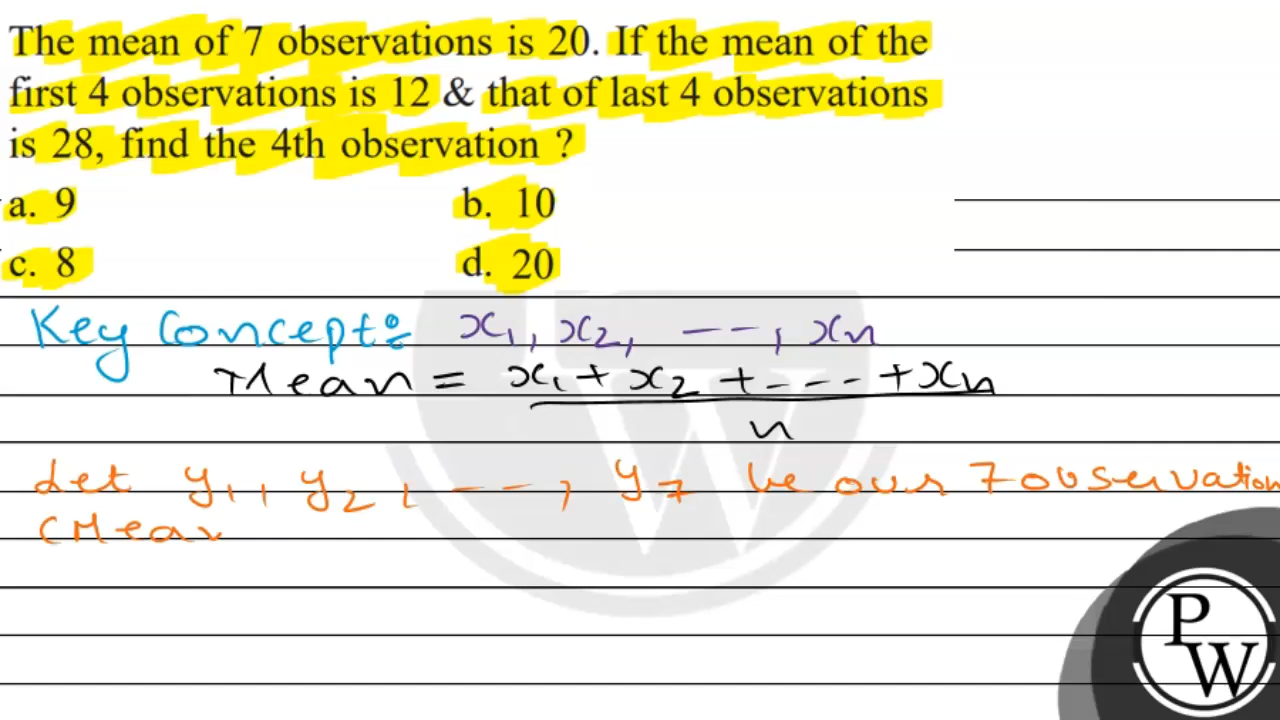 The mean of 7 observations is 20. If the mean of the
first 4 observations is 12 & that of last 4 observations
is 28, find the 4th observation ?
a. 9 b. 10
c. 8 d. 20
Key Concept: x₁, x₂, ---, xₙ
Mean = x₁ + x₂ + --- + xₙ
n
Let y₁, y₂, ---, y₇ be our 7 observation
(Mean
PW